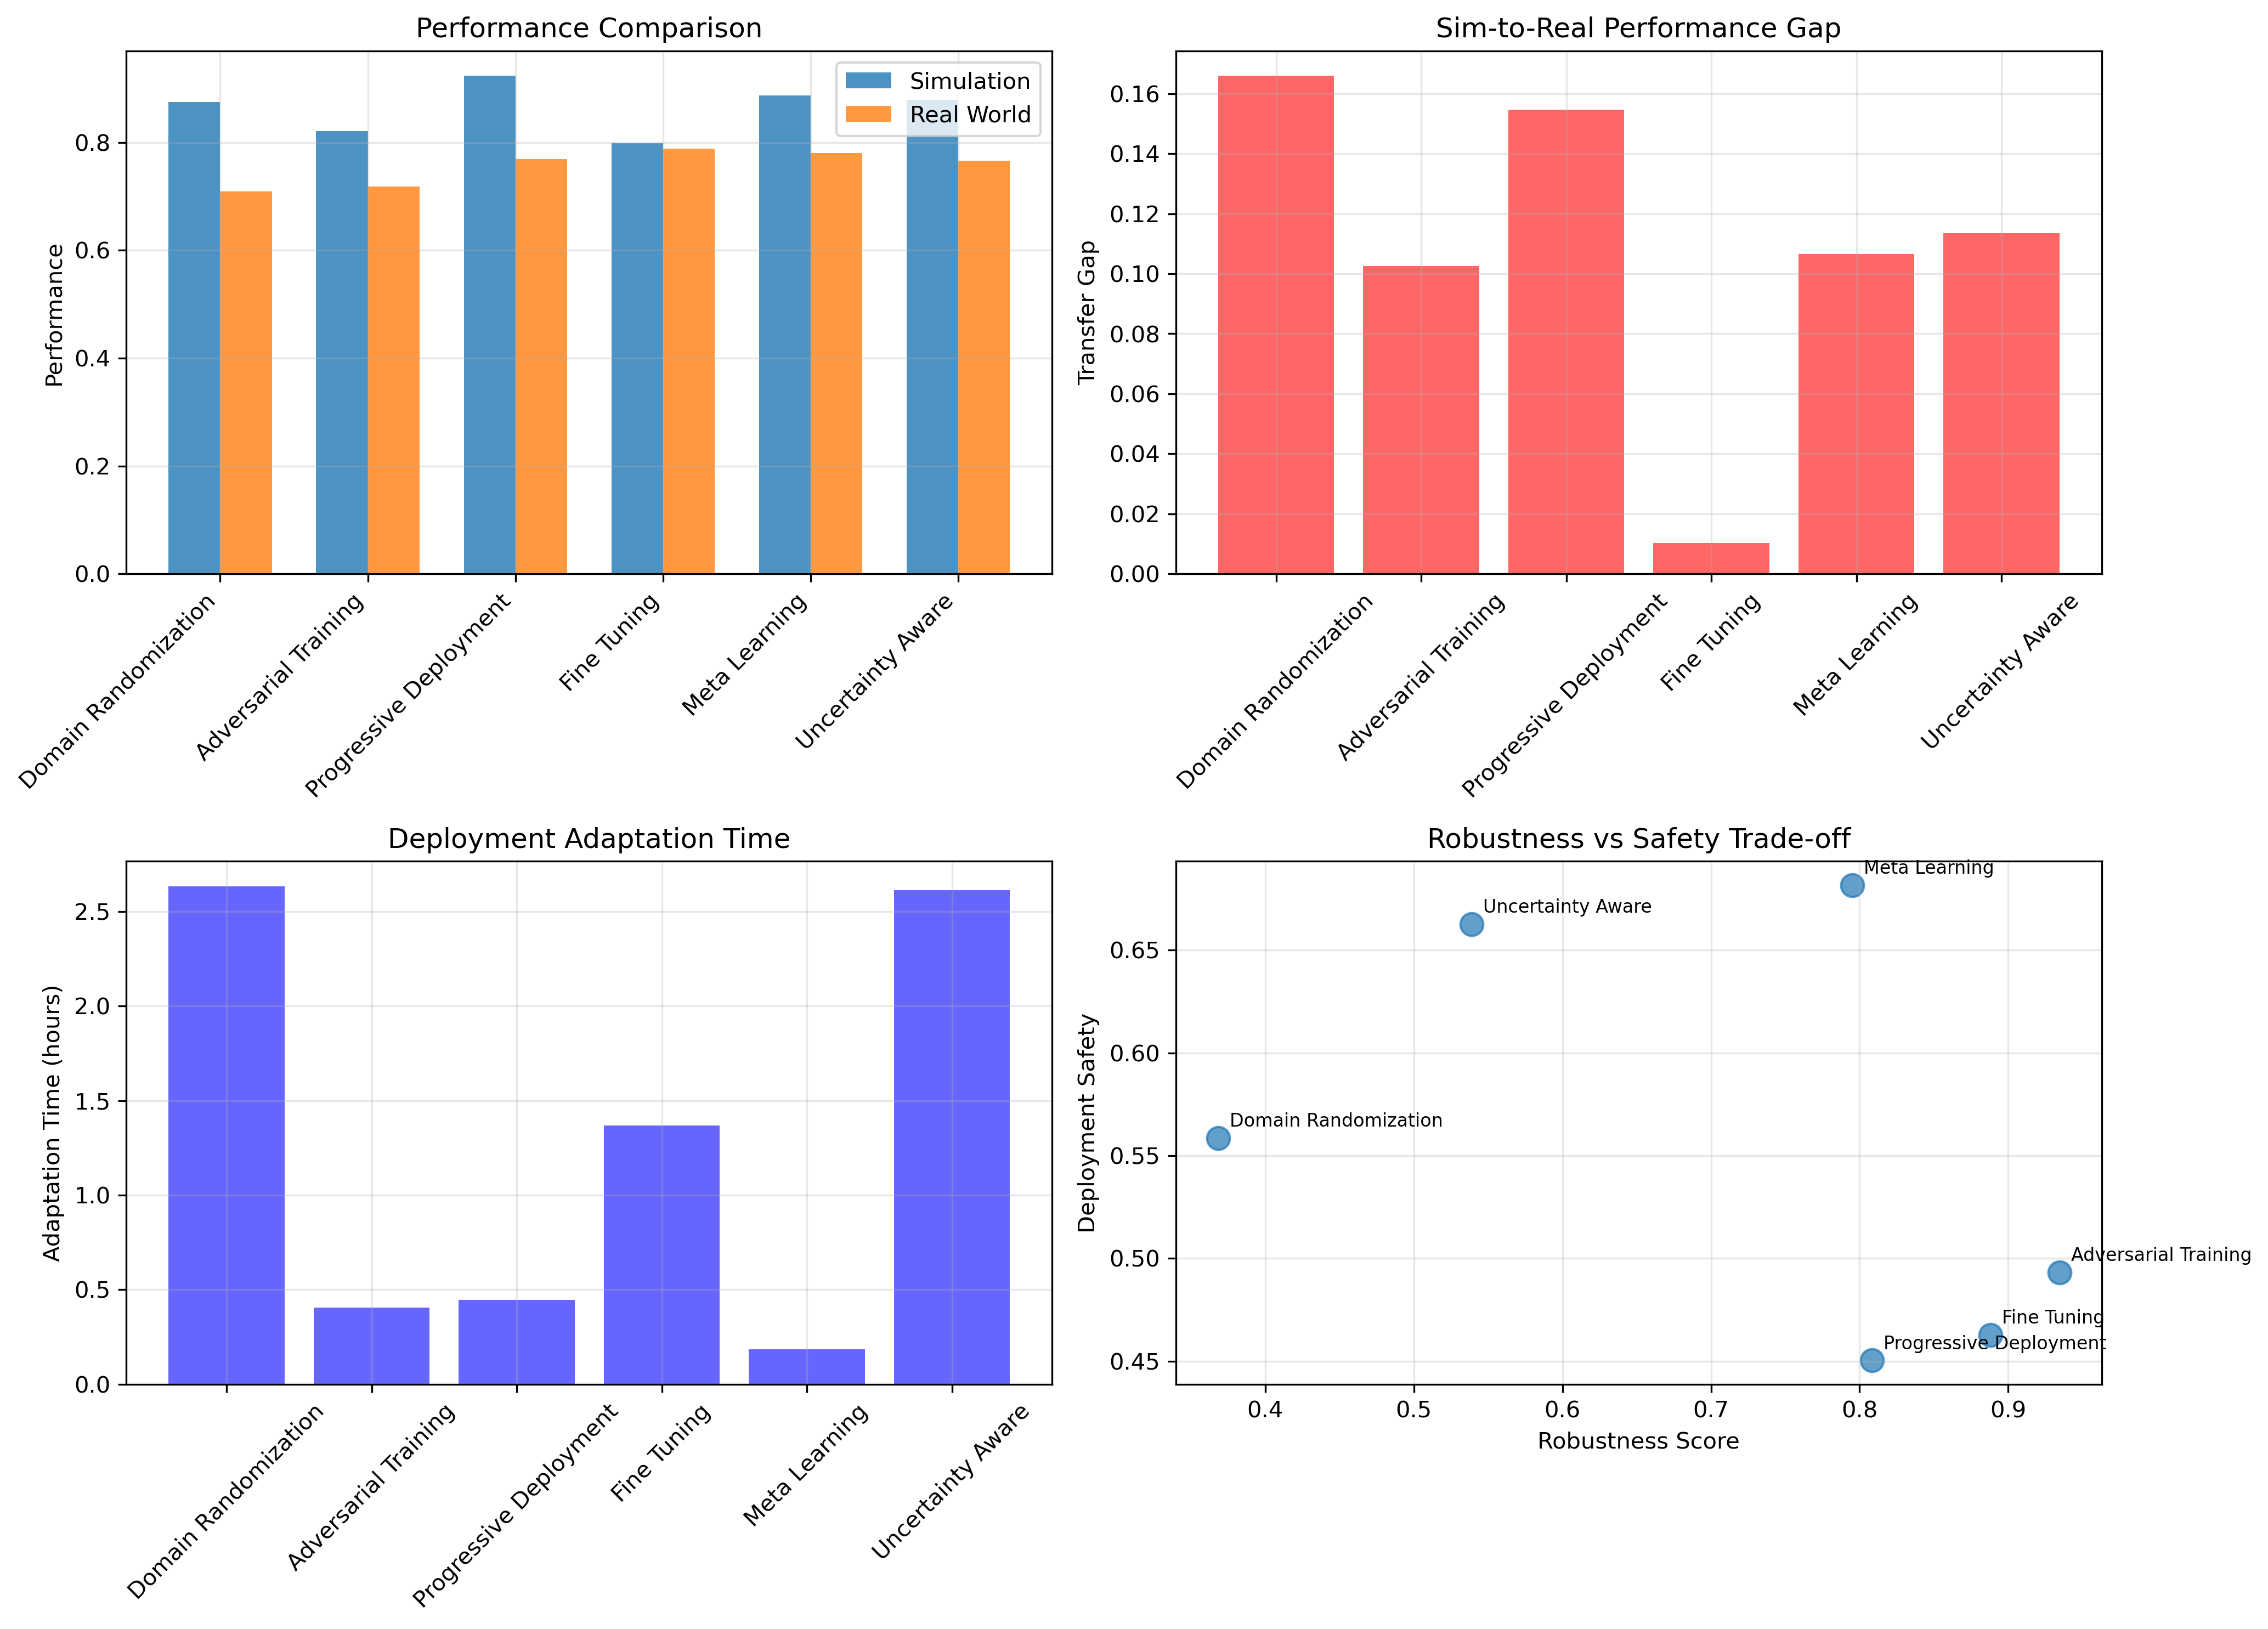 Performance Comparison
Performance
0.8
0.6
0.4
0.2
0.0
Simulation
Real World
Domain Randomization
Adversarial Training
Progressive Deployment
Fine Tuning
Meta Learning
Uncertainty Aware
Sim-to-Real Performance Gap
Transfer Gap
0.16
0.14
0.12
0.10
0.08
0.06
0.04
0.02
0.00
Domain Randomization
Adversarial Training
Progressive Deployment
Fine Tuning
Meta Learning
Uncertainty Aware
Deployment Adaptation Time
Adaptation Time (hours)
2.5
2.0
1.5
1.0
0.5
0.0
Domain Randomization
Adversarial Training
Progressive Deployment
Fine Tuning
Meta Learning
Uncertainty Aware
Robustness vs Safety Trade-off
Deployment Safety
0.65
0.60
0.55
0.50
0.45
Meta Learning
Uncertainty Aware
Domain Randomization
Adversarial Training
Fine Tuning
Progressive Deployment
0.4
0.5
0.6
0.7
0.8
0.9
Robustness Score